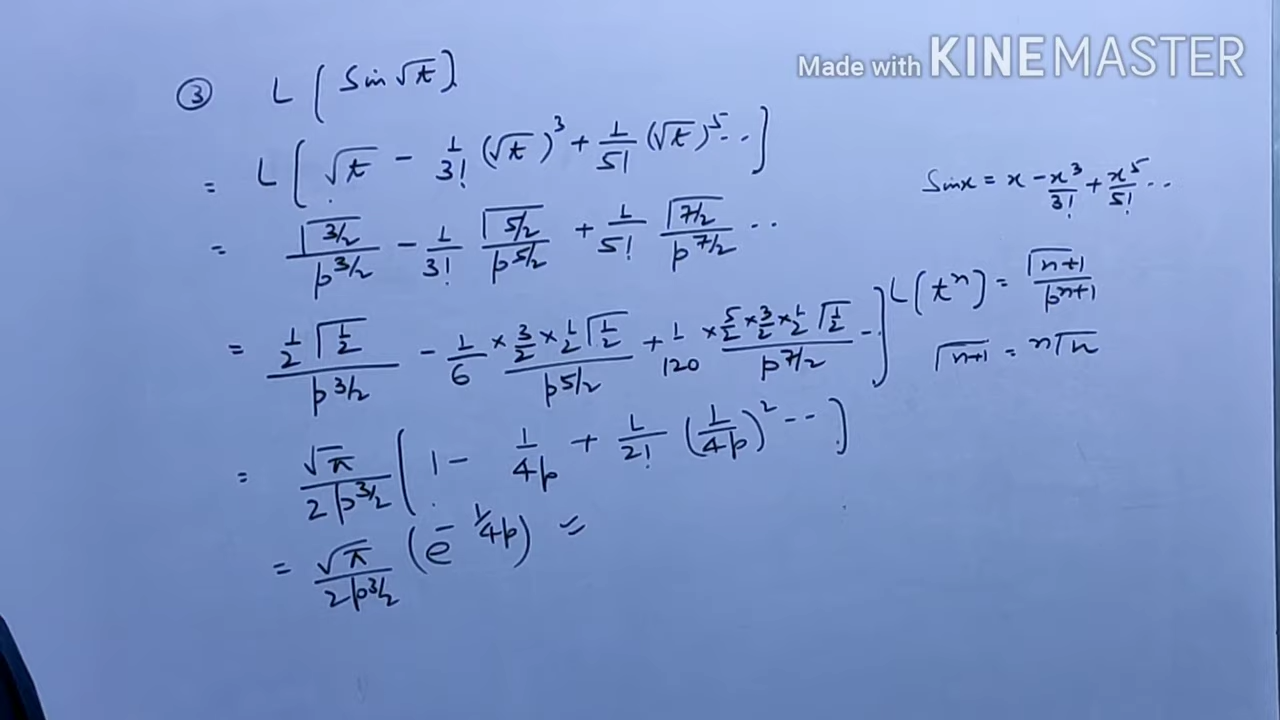 Made with KINEMASTER
③ L [Sin√t]
= L [√t - 1/3! (√t)³ + 1/5! (√t)⁵ ··]
Sinx = x - x³/3! + x⁵/5! ··
= Γ3/2 / p^3/2 - 1/3! Γ5/2 / p^5/2 + 1/5! Γ7/2 / p^7/2 ··
L(tⁿ) = Γn+1 / p^n+1
= 1/2 Γ1/2 / p^3/2 - 1/6 × 3/2 × 1/2 Γ1/2 / p^5/2 + 1/120 × 5/2 × 3/2 × 1/2 Γ1/2 / p^7/2 -·]
Γn+1 = nΓn
= √π / 2p^3/2 [1 - 1/4p + 1/2! (1/4p)² -- ]
= √π / 2p^3/2 (e^-1/4p) =